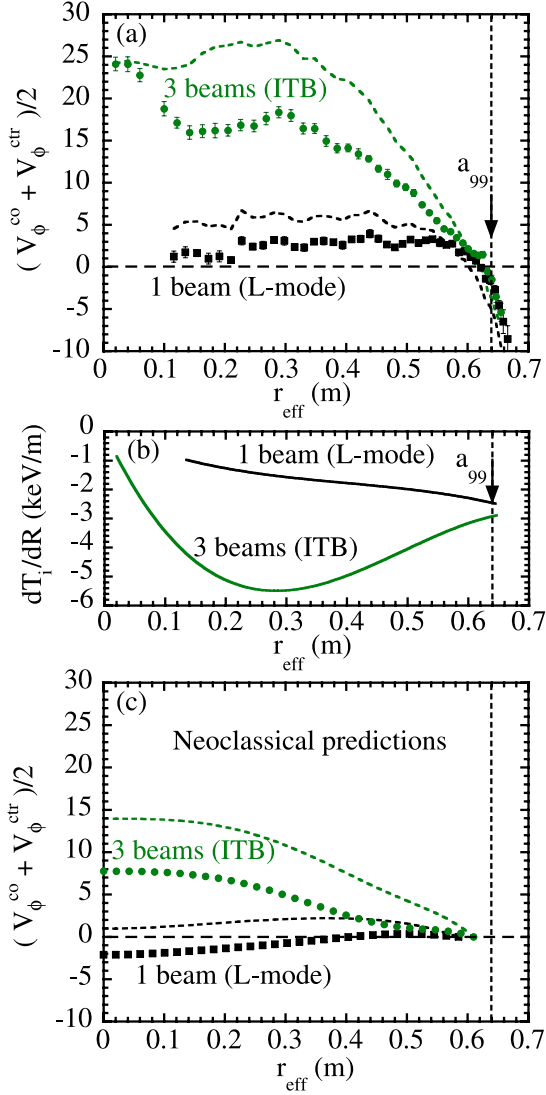 (a)
30
25
20
15
10
5
0
-5
-10
( V_ϕ^co + V_ϕ^ctr )/2
3 beams (ITB)
a_99
1 beam (L-mode)
0 0.1 0.2 0.3 0.4 0.5 0.6 0.7
r_eff (m)
(b)
0
-1
-2
-3
-4
-5
-6
dT_i/dR (keV/m)
1 beam (L-mode)
a_99
3 beams (ITB)
0 0.1 0.2 0.3 0.4 0.5 0.6 0.7
r_eff (m)
(c)
30
25
20
15
10
5
0
-5
-10
( V_ϕ^co + V_ϕ^ctr )/2
Neoclassical predictions
3 beams (ITB)
1 beam (L-mode)
0 0.1 0.2 0.3 0.4 0.5 0.6 0.7
r_eff (m)